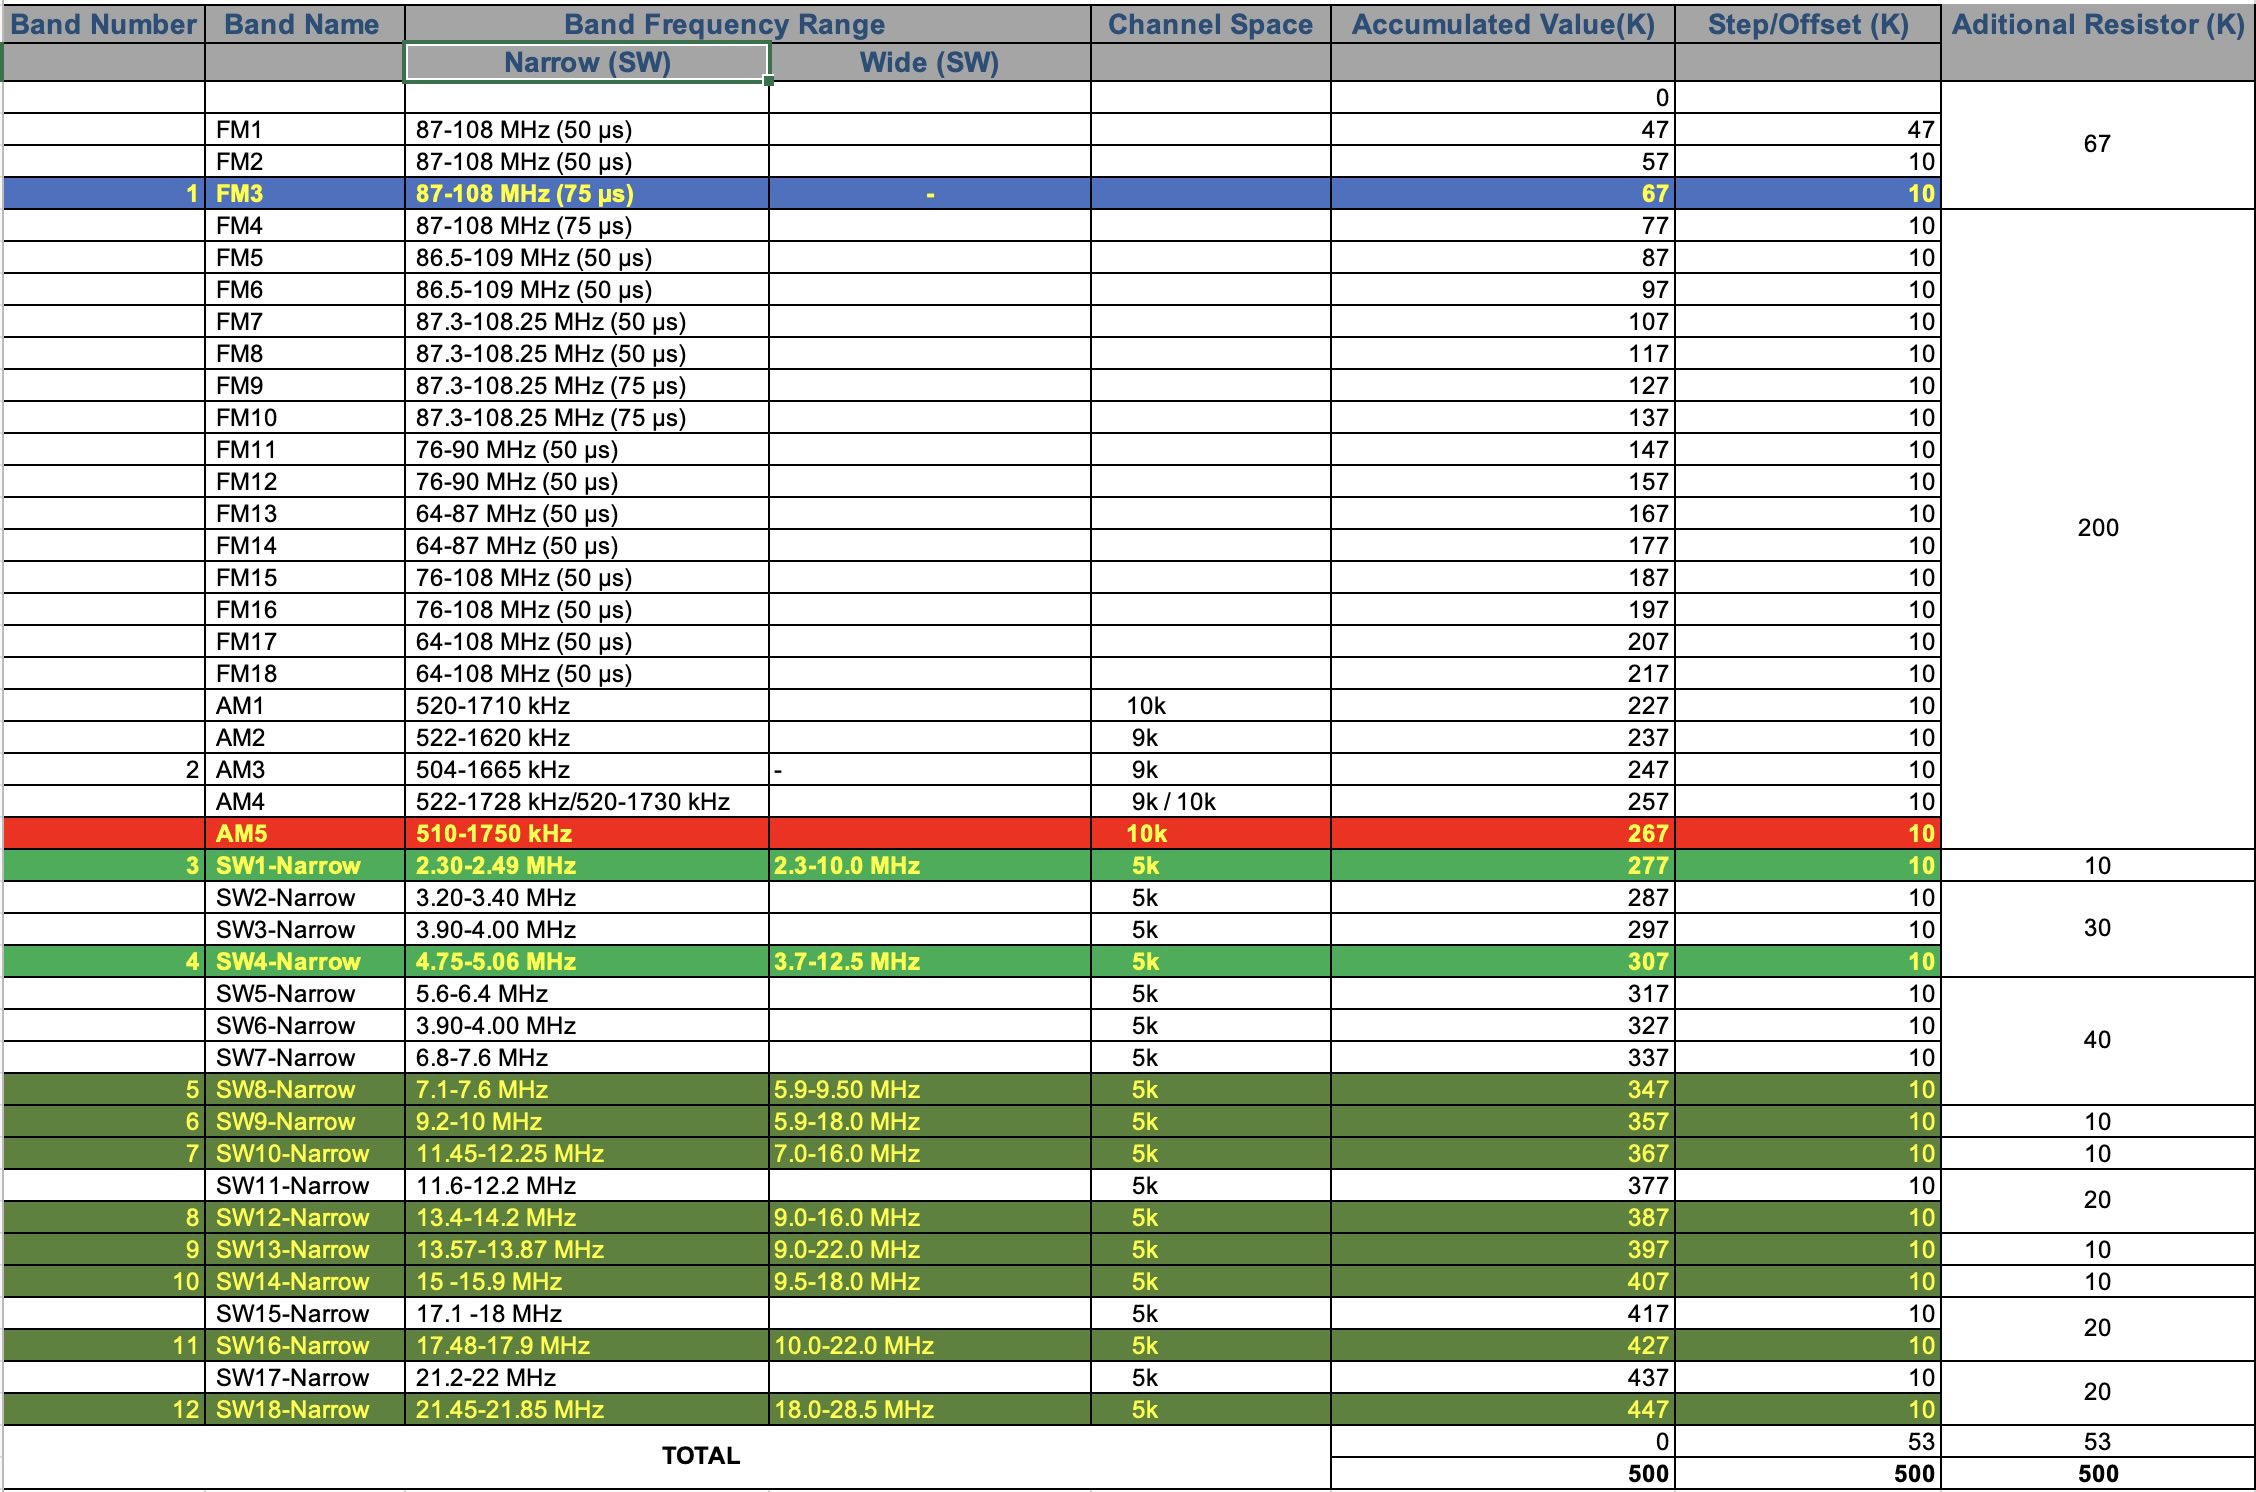 Band Number Band Name Band Frequency Range Channel Space Accumulated Value(K) Step/Offset (K) Aditional Resistor (K)
Narrow (SW) Wide (SW)
0
FM1 87-108 MHz (50 µs) 47 47 67
FM2 87-108 MHz (50 µs) 57 10
1 FM3 87-108 MHz (75 µs) - 67 10
FM4 87-108 MHz (75 µs) 77 10
FM5 86.5-109 MHz (50 µs) 87 10
FM6 86.5-109 MHz (50 µs) 97 10
FM7 87.3-108.25 MHz (50 µs) 107 10
FM8 87.3-108.25 MHz (50 µs) 117 10
FM9 87.3-108.25 MHz (75 µs) 127 10
FM10 87.3-108.25 MHz (75 µs) 137 10
FM11 76-90 MHz (50 µs) 147 10
FM12 76-90 MHz (50 µs) 157 10
FM13 64-87 MHz (50 µs) 167 10 200
FM14 64-87 MHz (50 µs) 177 10
FM15 76-108 MHz (50 µs) 187 10
FM16 76-108 MHz (50 µs) 197 10
FM17 64-108 MHz (50 µs) 207 10
FM18 64-108 MHz (50 µs) 217 10
AM1 520-1710 kHz 10k 227 10
AM2 522-1620 kHz 9k 237 10
2 AM3 504-1665 kHz - 9k 247 10
AM4 522-1728 kHz/520-1730 kHz 9k / 10k 257 10
AM5 510-1750 kHz 10k 267 10
3 SW1-Narrow 2.30-2.49 MHz 2.3-10.0 MHz 5k 277 10 10
SW2-Narrow 3.20-3.40 MHz 5k 287 10
SW3-Narrow 3.90-4.00 MHz 5k 297 10 30
4 SW4-Narrow 4.75-5.06 MHz 3.7-12.5 MHz 5k 307 10
SW5-Narrow 5.6-6.4 MHz 5k 317 10
SW6-Narrow 3.90-4.00 MHz 5k 327 10 40
SW7-Narrow 6.8-7.6 MHz 5k 337 10
5 SW8-Narrow 7.1-7.6 MHz 5.9-9.50 MHz 5k 347 10
6 SW9-Narrow 9.2-10 MHz 5.9-18.0 MHz 5k 357 10 10
7 SW10-Narrow 11.45-12.25 MHz 7.0-16.0 MHz 5k 367 10 10
SW11-Narrow 11.6-12.2 MHz 5k 377 10 20
8 SW12-Narrow 13.4-14.2 MHz 9.0-16.0 MHz 5k 387 10
9 SW13-Narrow 13.57-13.87 MHz 9.0-22.0 MHz 5k 397 10 10
10 SW14-Narrow 15 -15.9 MHz 9.5-18.0 MHz 5k 407 10 10
SW15-Narrow 17.1 -18 MHz 5k 417 10 20
11 SW16-Narrow 17.48-17.9 MHz 10.0-22.0 MHz 5k 427 10
SW17-Narrow 21.2-22 MHz 5k 437 10 20
12 SW18-Narrow 21.45-21.85 MHz 18.0-28.5 MHz 5k 447 10
TOTAL 0 53 53
500 500 500